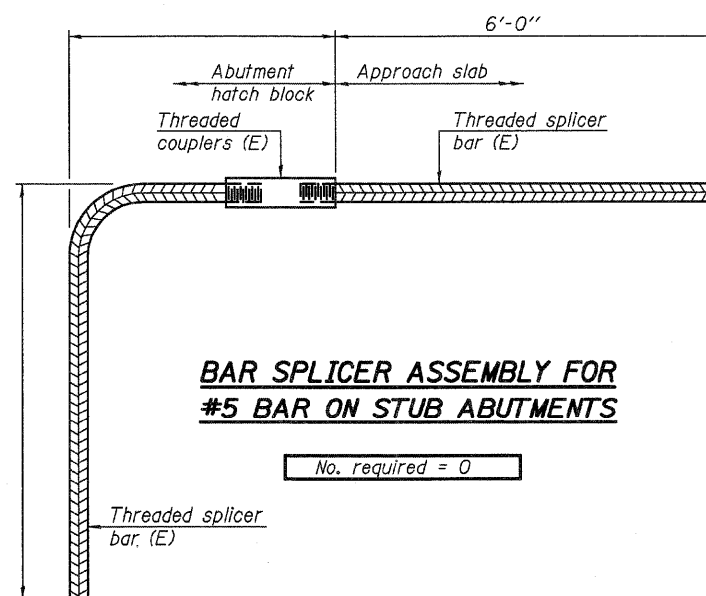 6'-0"
Abutment
hatch block
Approach slab
Threaded
couplers (E)
Threaded splicer
bar (E)
BAR SPLICER ASSEMBLY FOR
#5 BAR ON STUB ABUTMENTS
No. required = 0
Threaded splicer
bar. (E)